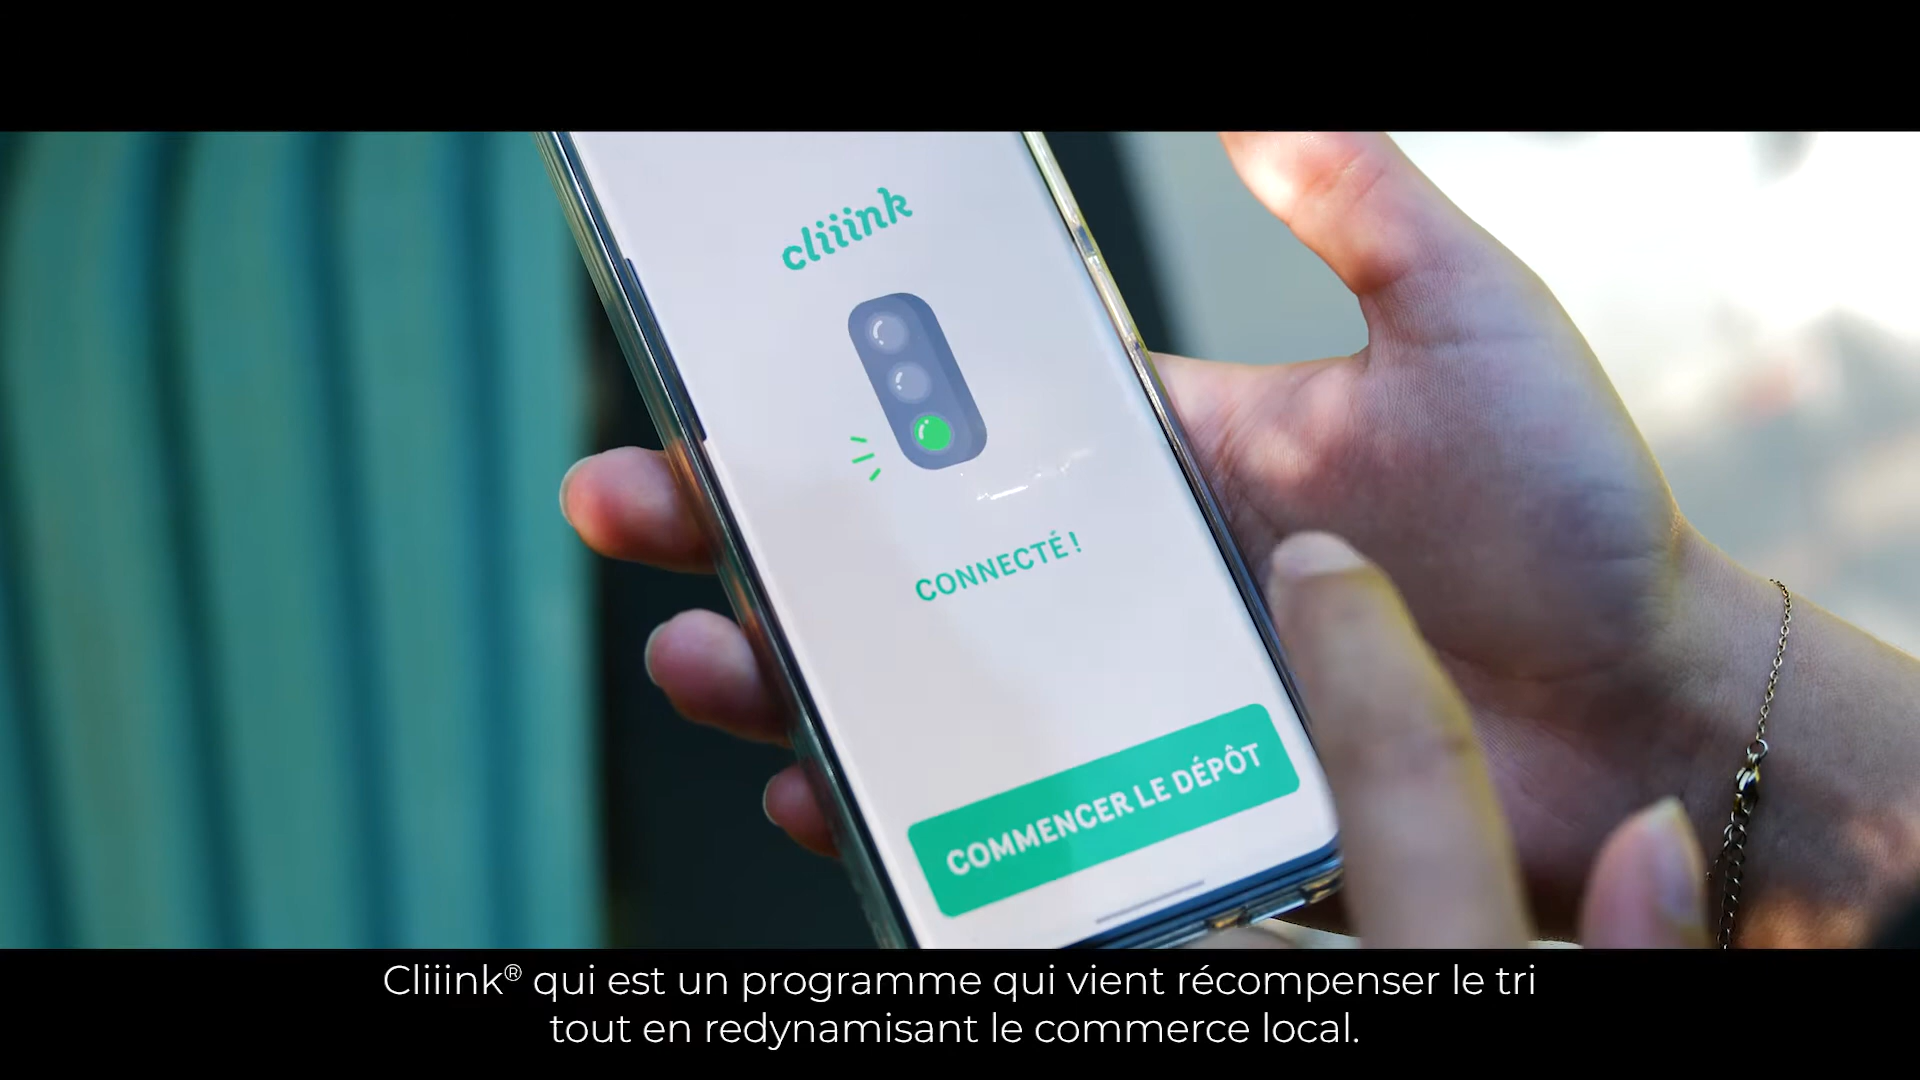 cliiink
CONNECTÉ !
COMMENCER LE DÉPÔT
Cliiink® qui est un programme qui vient récompenser le tri
tout en redynamisant le commerce local.